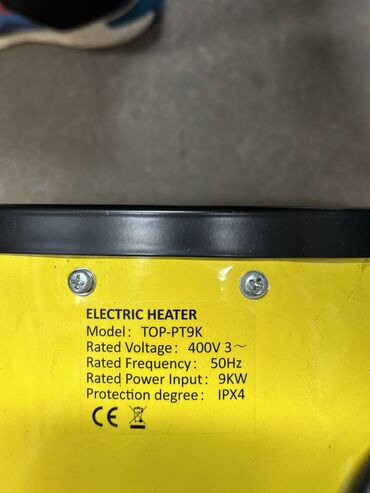 ELECTRIC HEATER
Model: TOP-PT9K
Rated Voltage: 400V 3～
Rated Frequency: 50Hz
Rated Power Input: 9KW
Protection degree: IPX4
CE